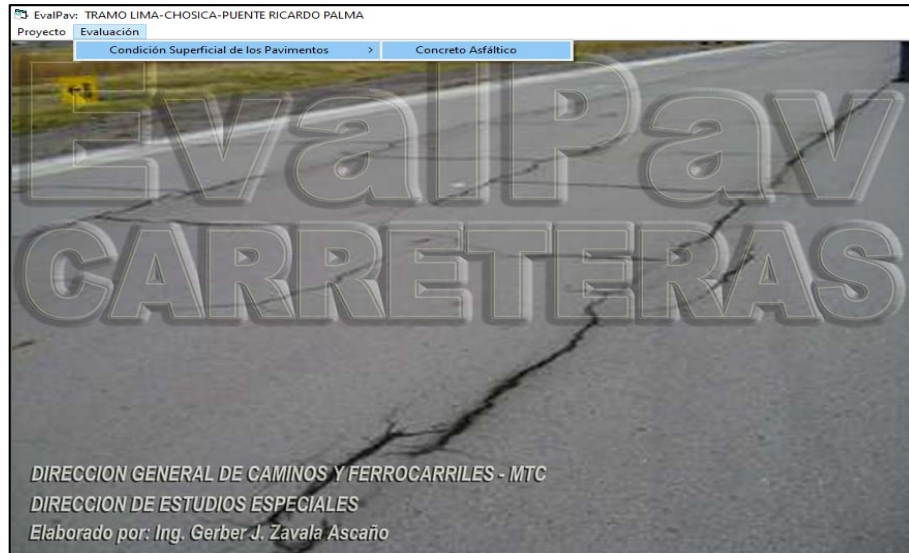 EvalPav: TRAMO LIMA-CHOSICA-PUENTE RICARDO PALMA
Proyecto Evaluación
Condición Superficial de los Pavimentos > Concreto Asfáltico
EvalPav
CARRETERAS
DIRECCION GENERAL DE CAMINOS Y FERROCARRILES - MTC
DIRECCION DE ESTUDIOS ESPECIALES
Elaborado por: Ing. Gerber J. Zavala Ascaño